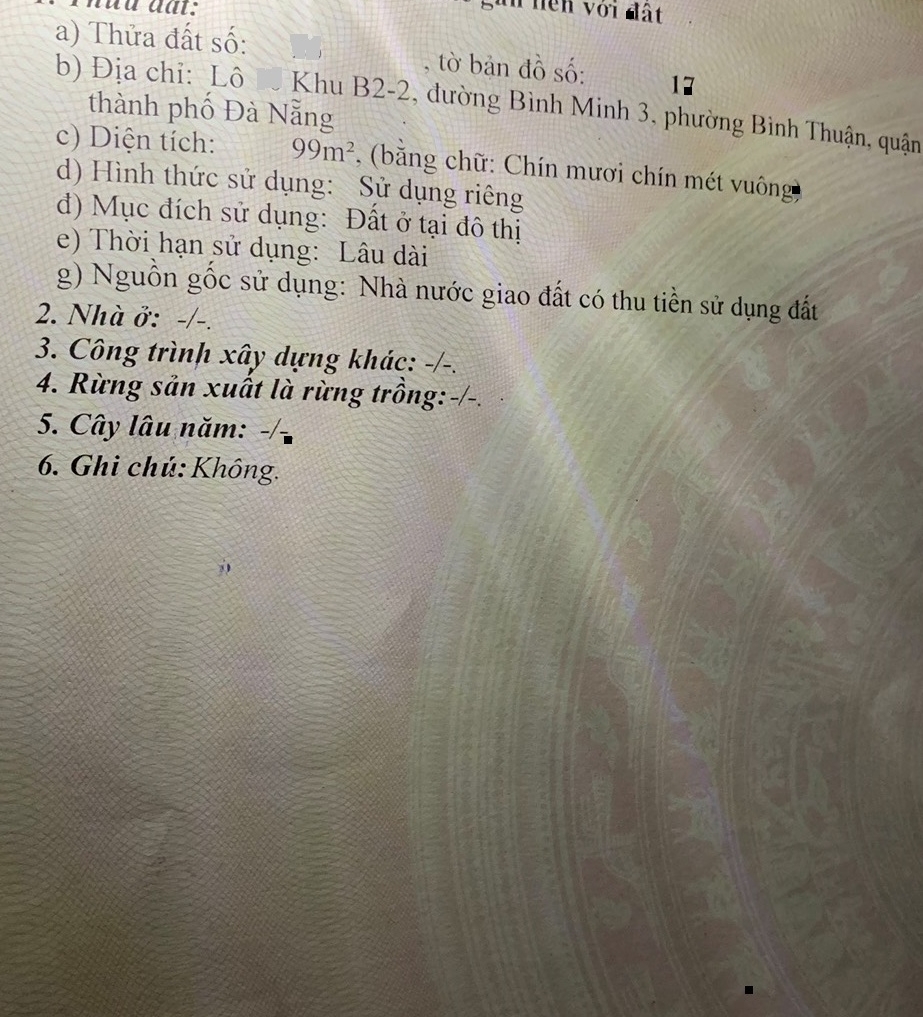 gắn liền với đất
1. Thửa đất:
a) Thửa đất số: , tờ bản đồ số: 17
b) Địa chỉ: Lô Khu B2-2, đường Bình Minh 3, phường Bình Thuận, quận
thành phố Đà Nẵng
c) Diện tích: 99m², (bằng chữ: Chín mươi chín mét vuông)
d) Hình thức sử dụng: Sử dụng riêng
đ) Mục đích sử dụng: Đất ở tại đô thị
e) Thời hạn sử dụng: Lâu dài
g) Nguồn gốc sử dụng: Nhà nước giao đất có thu tiền sử dụng đất
2. Nhà ở: -/-.
3. Công trình xây dựng khác: -/-.
4. Rừng sản xuất là rừng trồng: -/-.
5. Cây lâu năm: -/-
6. Ghi chú: Không.